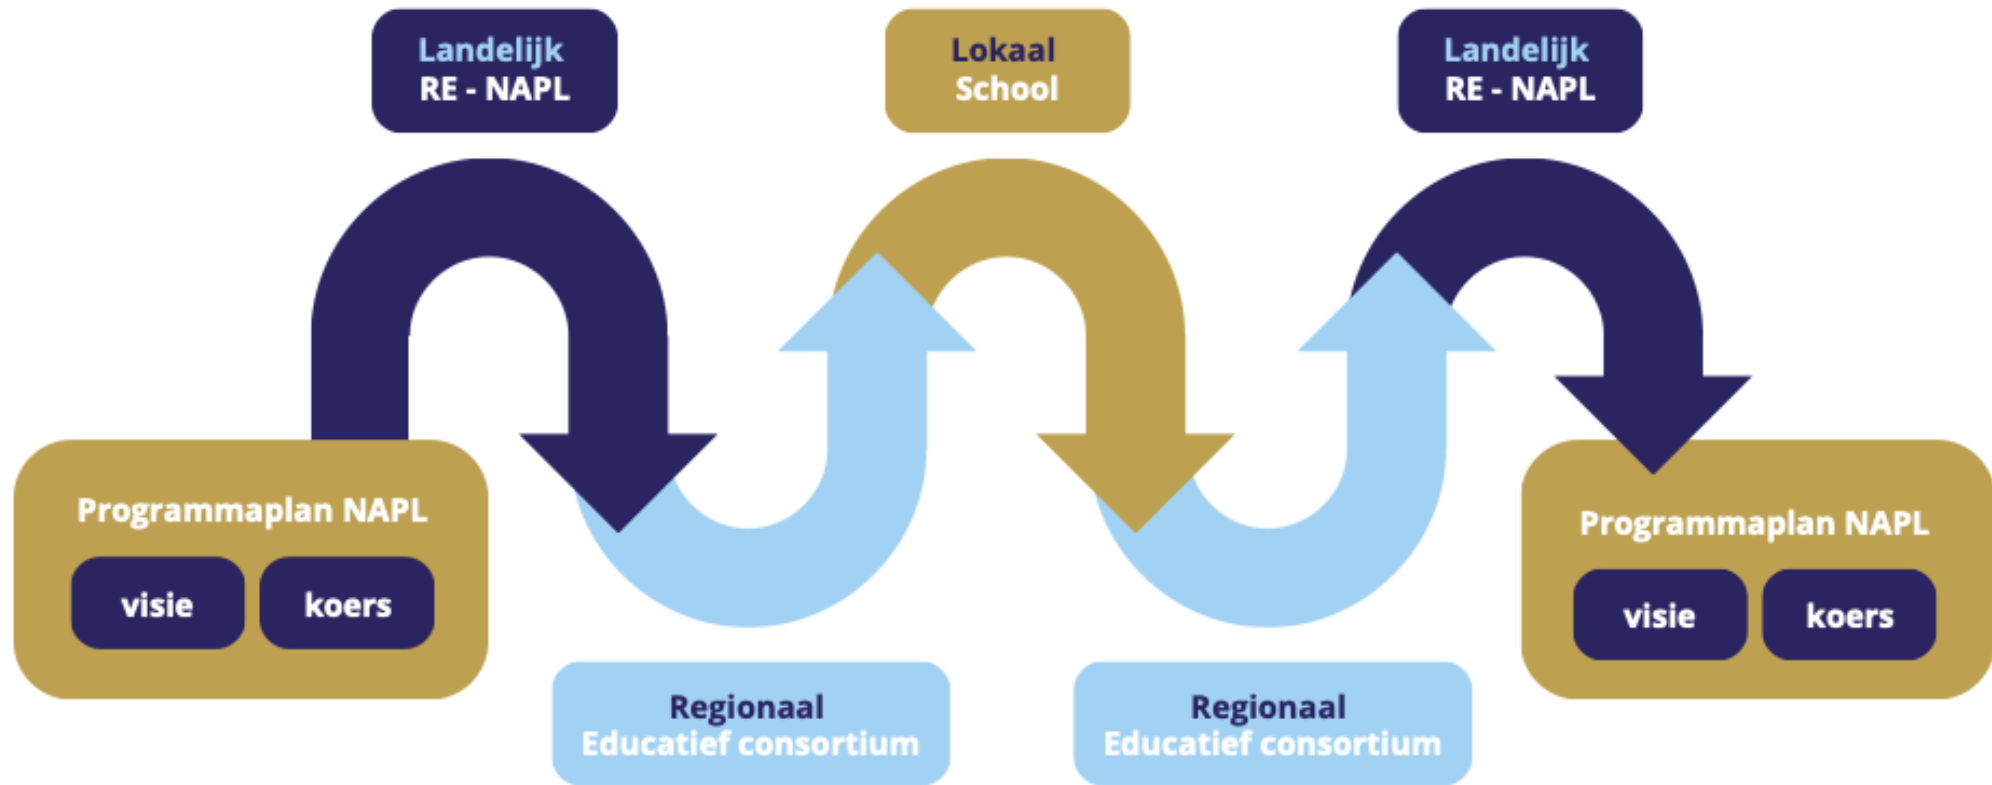 Landelijk
RE - NAPL
Lokaal
School
Landelijk
RE - NAPL
Programmaplan NAPL
visie
koers
Programmaplan NAPL
visie
koers
Regionaal
Educatief consortium
Regionaal
Educatief consortium